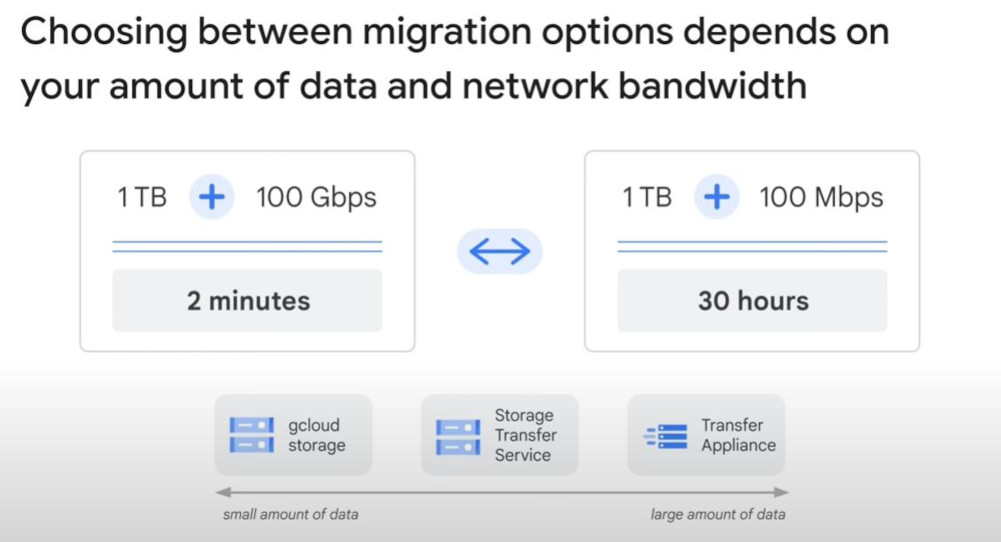 Choosing between migration options depends on
your amount of data and network bandwidth
1 TB + 100 Gbps
2 minutes
1 TB + 100 Mbps
30 hours
gcloud
storage
Storage
Transfer
Service
Transfer
Appliance
small amount of data
large amount of data